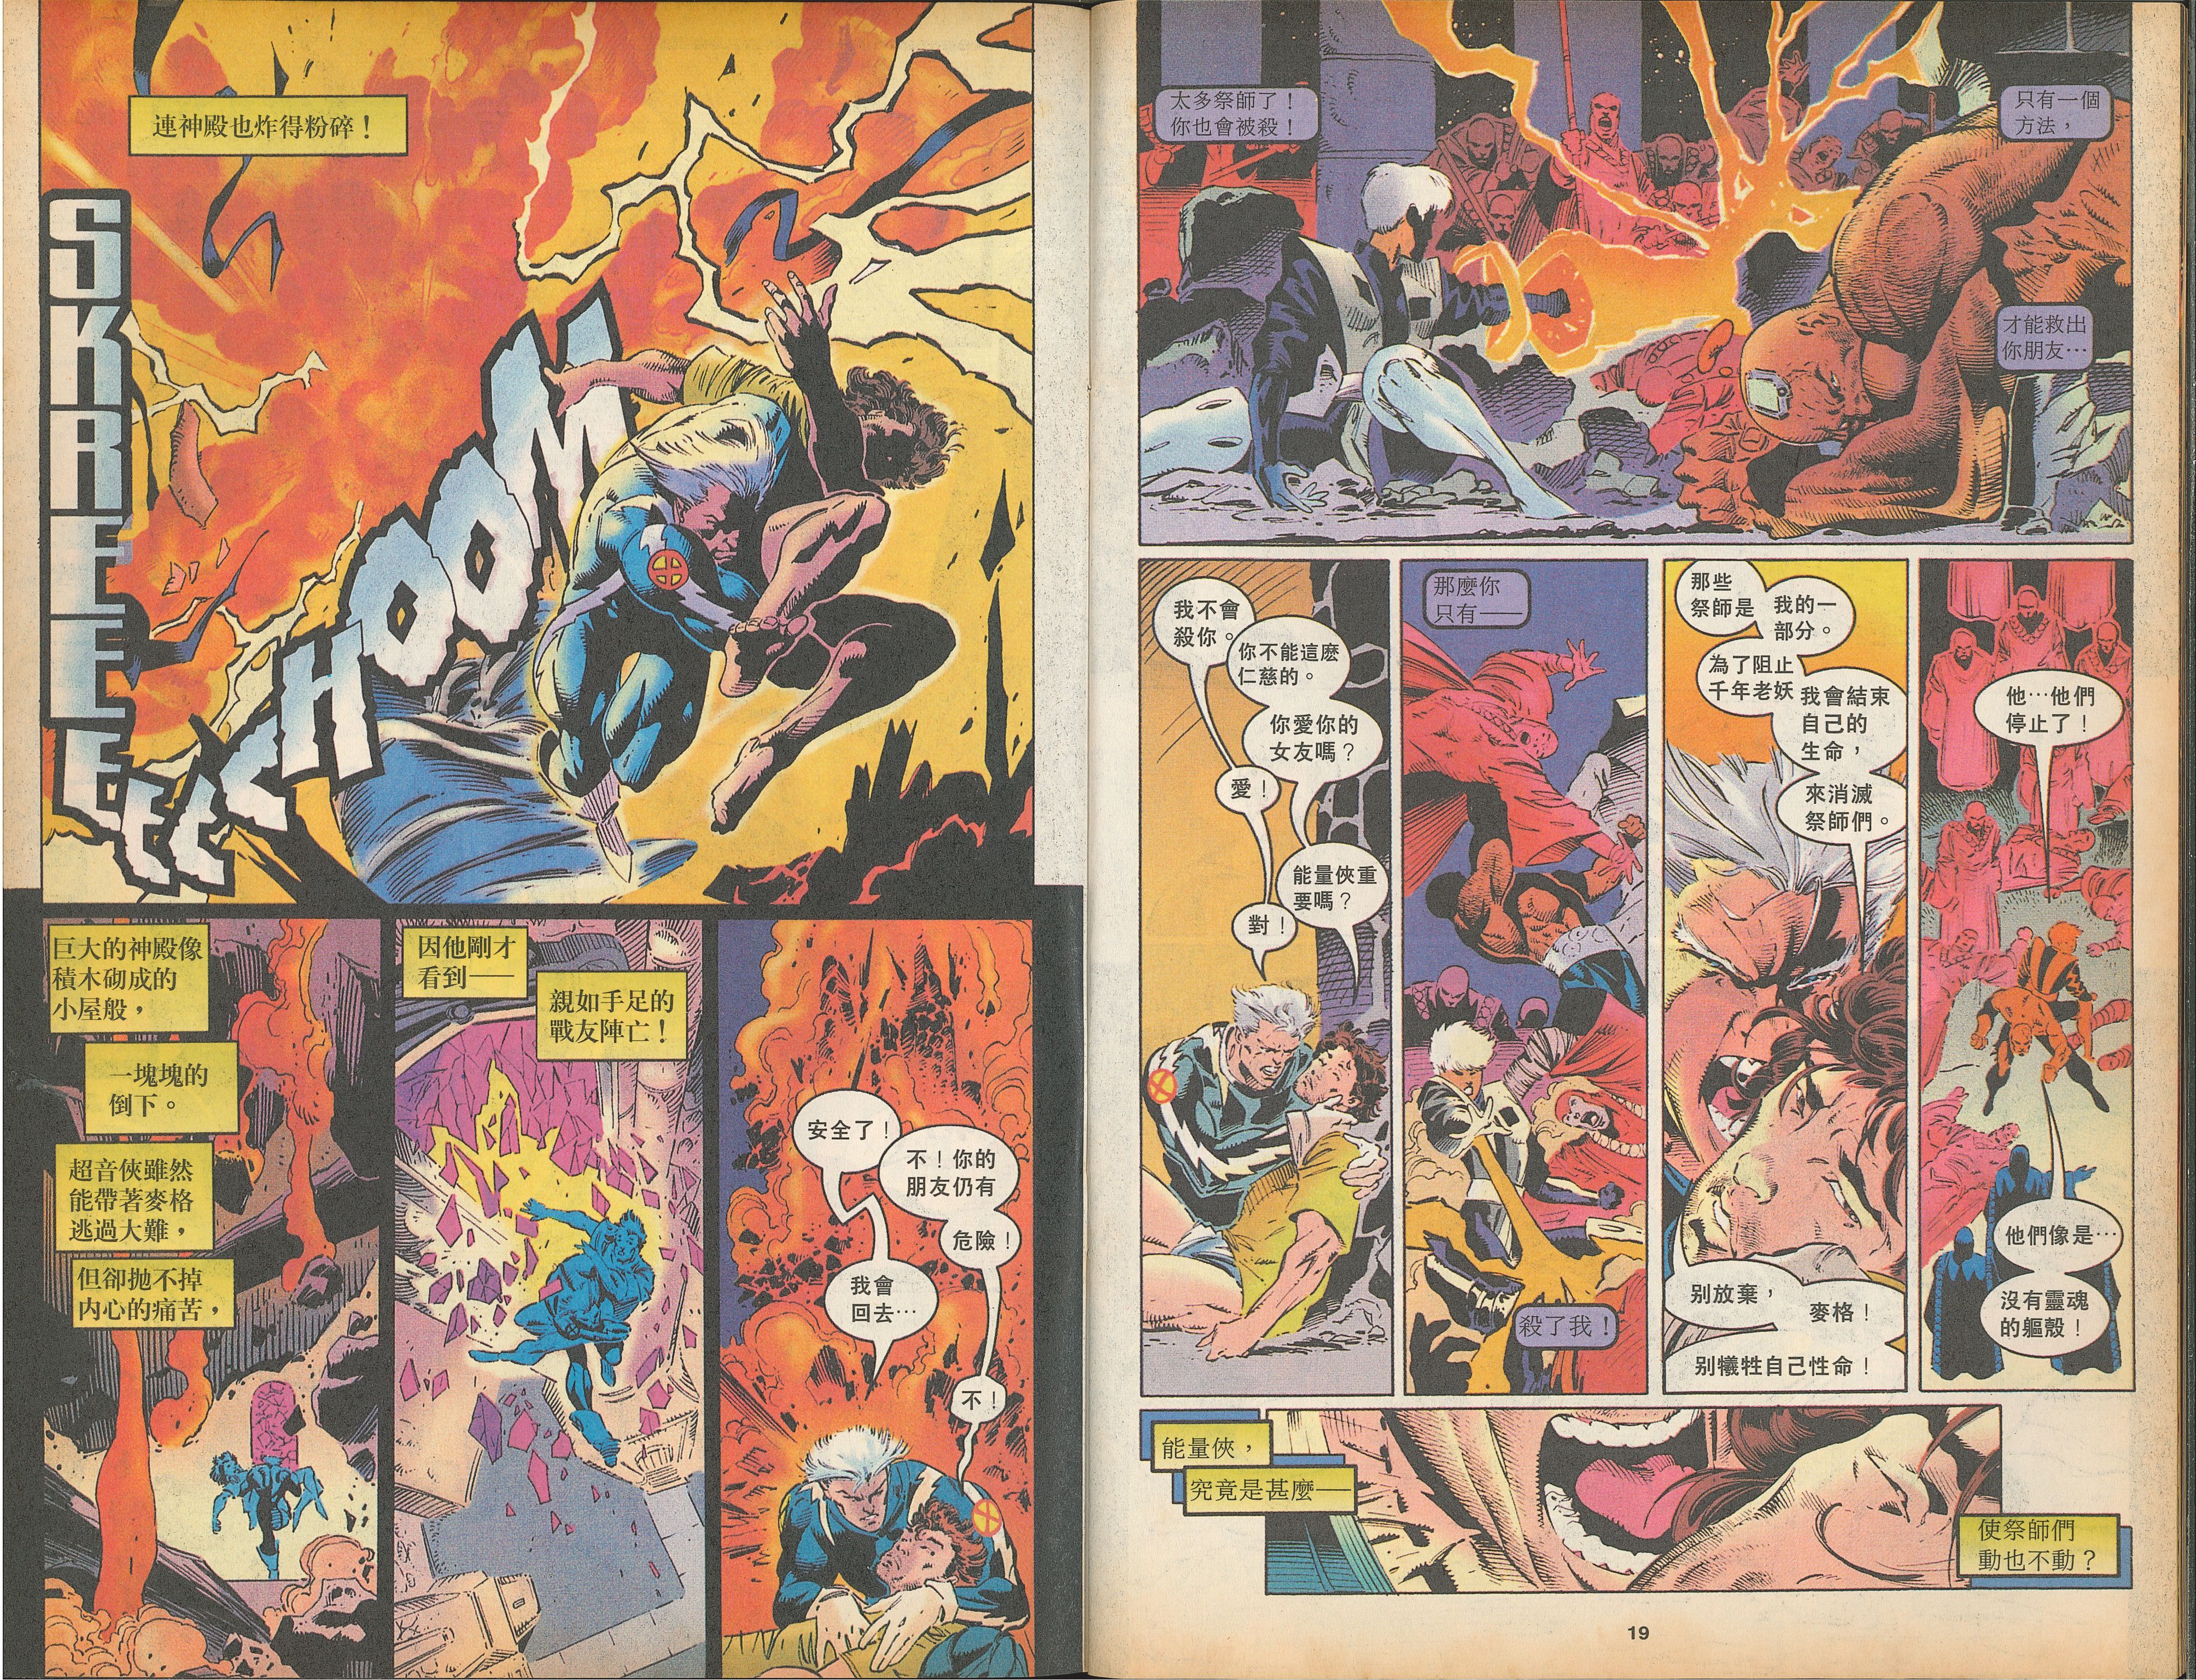 連神殿也炸得粉碎！
SKREEEEEECHOOM
巨大的神殿像
積木砌成的
小屋般，
一塊塊的
倒下。
超音俠雖然
能帶著麥格
逃過大難，
但卻拋不掉
内心的痛苦，
因他剛才
看到——
親如手足的
戰友陣亡！
安全了！
不！你的
朋友仍有
危險！
我會
回去…
不！
太多祭師了！
你也會被殺！
只有一個
方法，
才能救出
你朋友…
我不會
殺你。
你不能這麽
仁慈的。
你愛你的
女友嗎？
愛！
能量俠重
要嗎？
對！
那麼你
只有——
殺了我！
那些
祭師是
我的一
部分。
為了阻止
千年老妖
我會結束
自己的
生命，
來消滅
祭師們。
别放棄，
麥格！
别犧牲自己性命！
他…他們
停止了！
他們像是…
沒有靈魂
的軀殼！
能量俠，
究竟是甚麼—
使祭師們
動也不動？
19